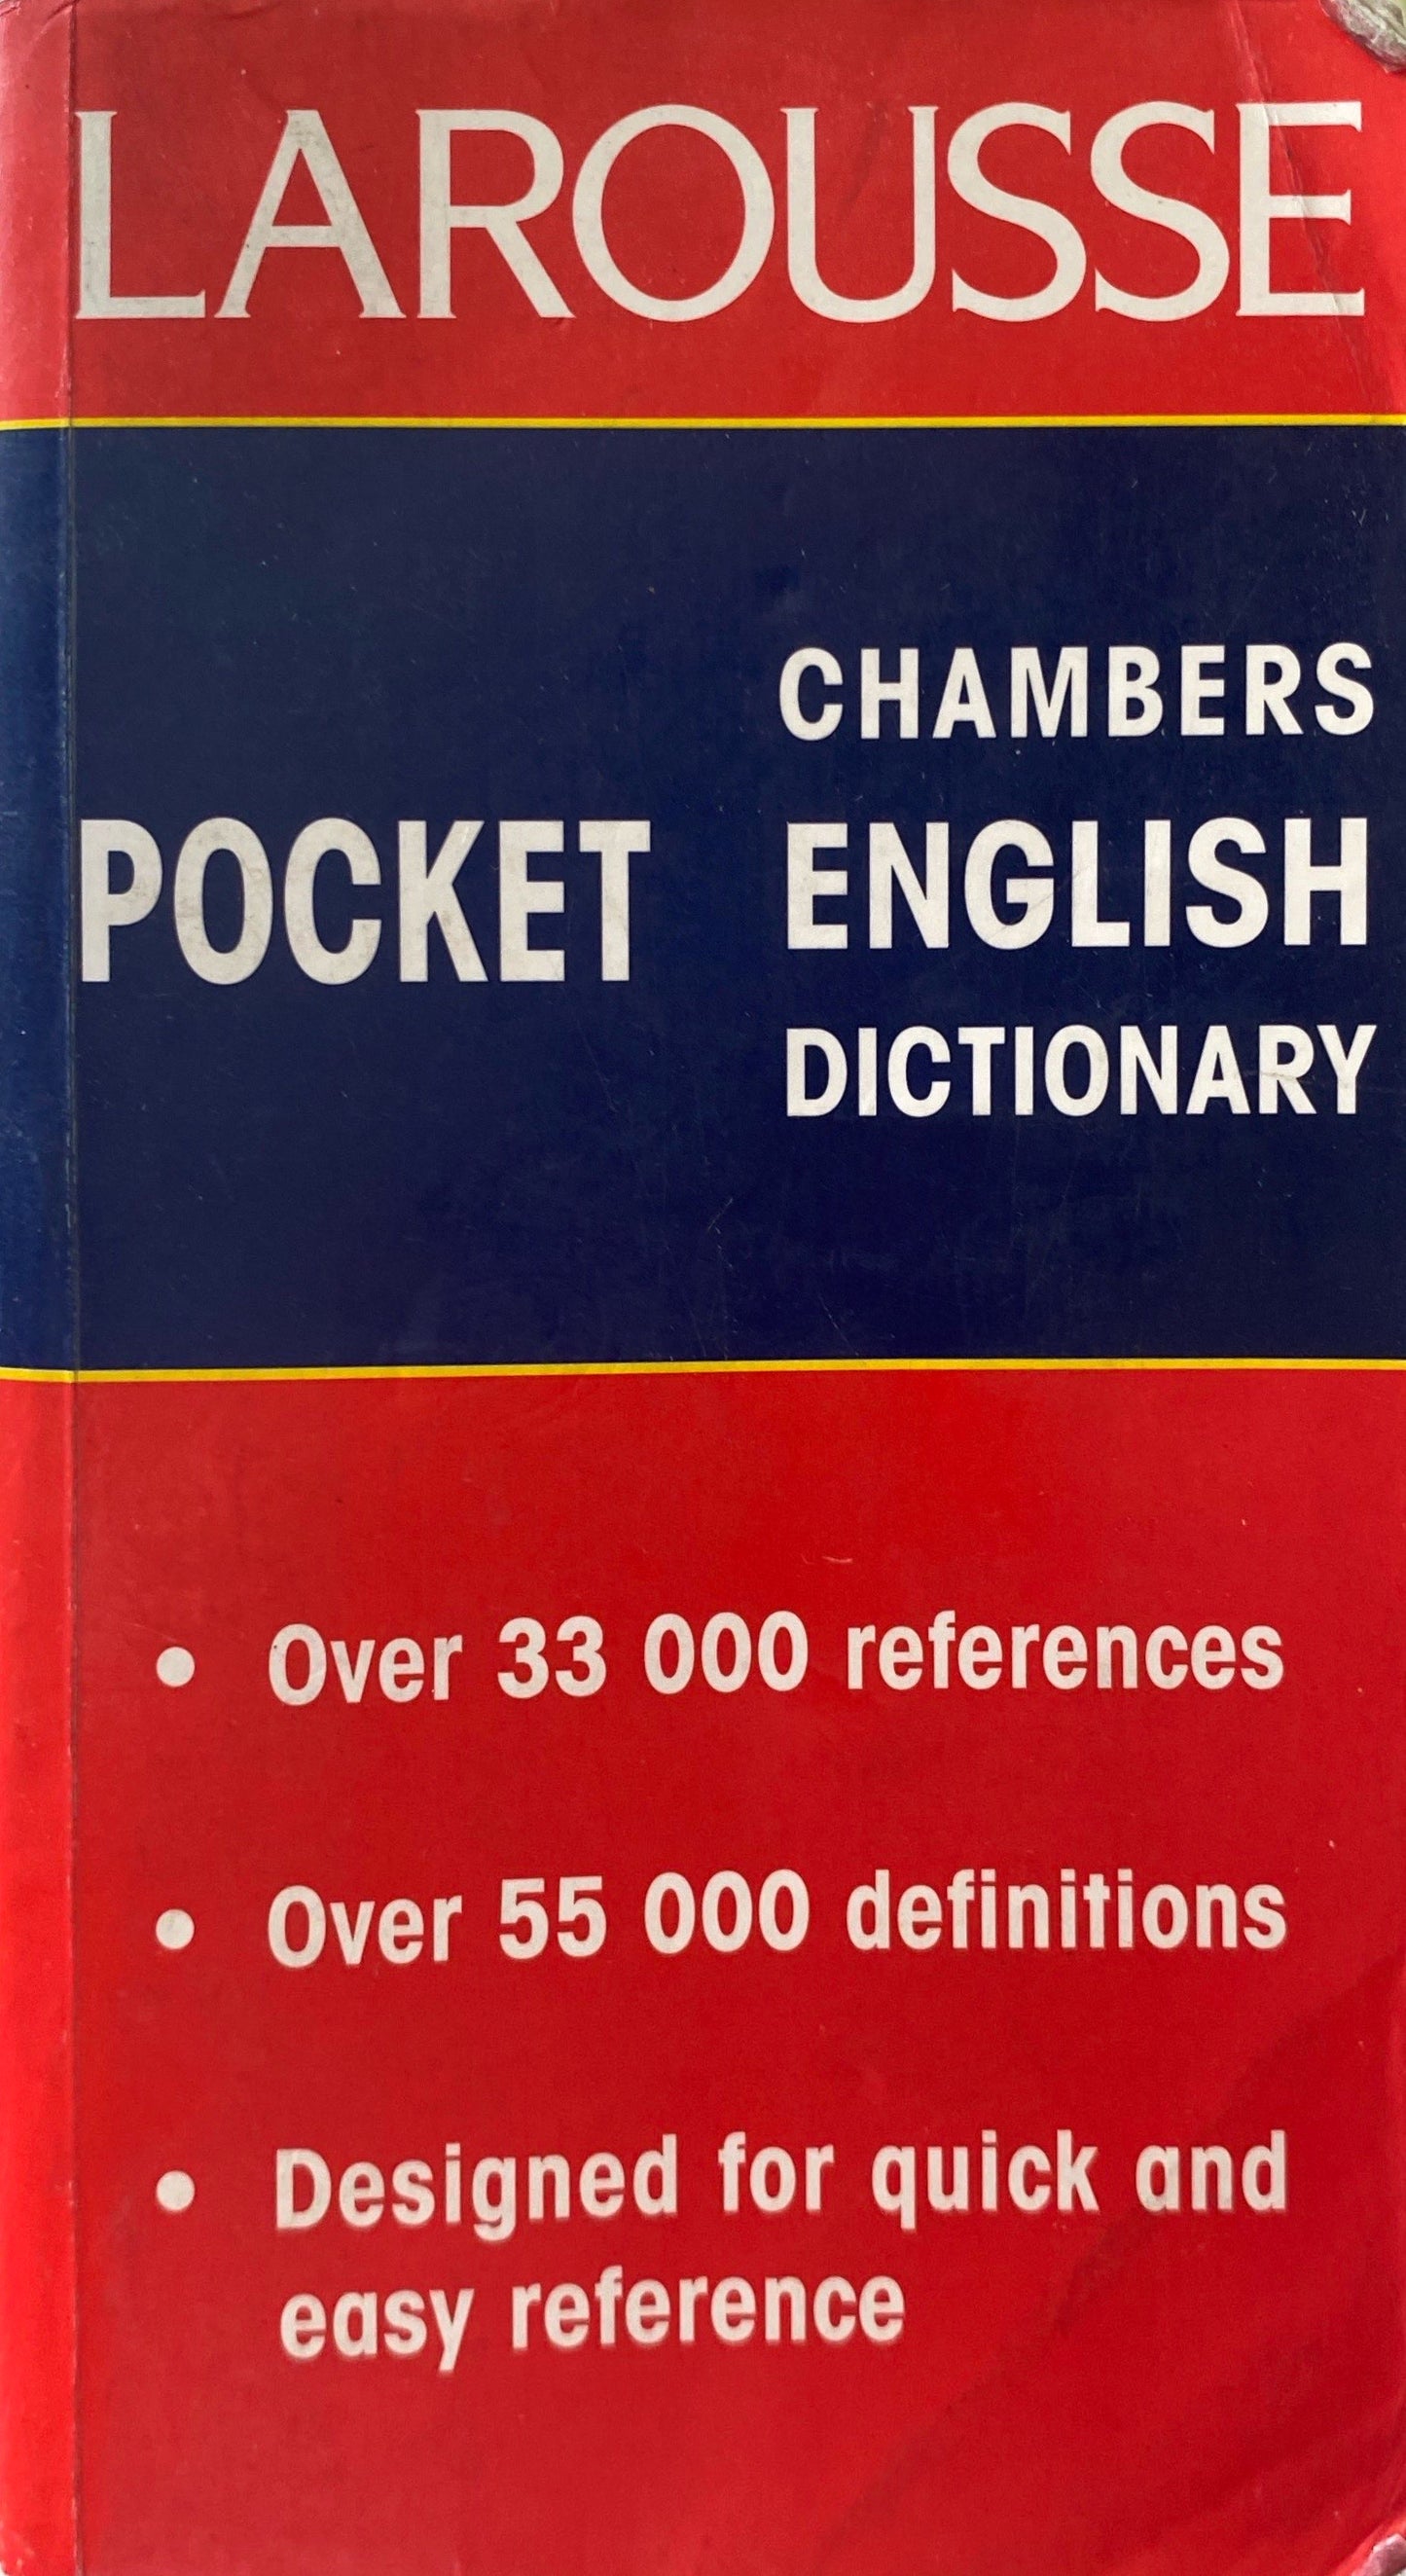 LAROUSSE
CHAMBERS
POCKET ENGLISH
DICTIONARY
• Over 33 000 references
• Over 55 000 definitions
• Designed for quick and
easy reference